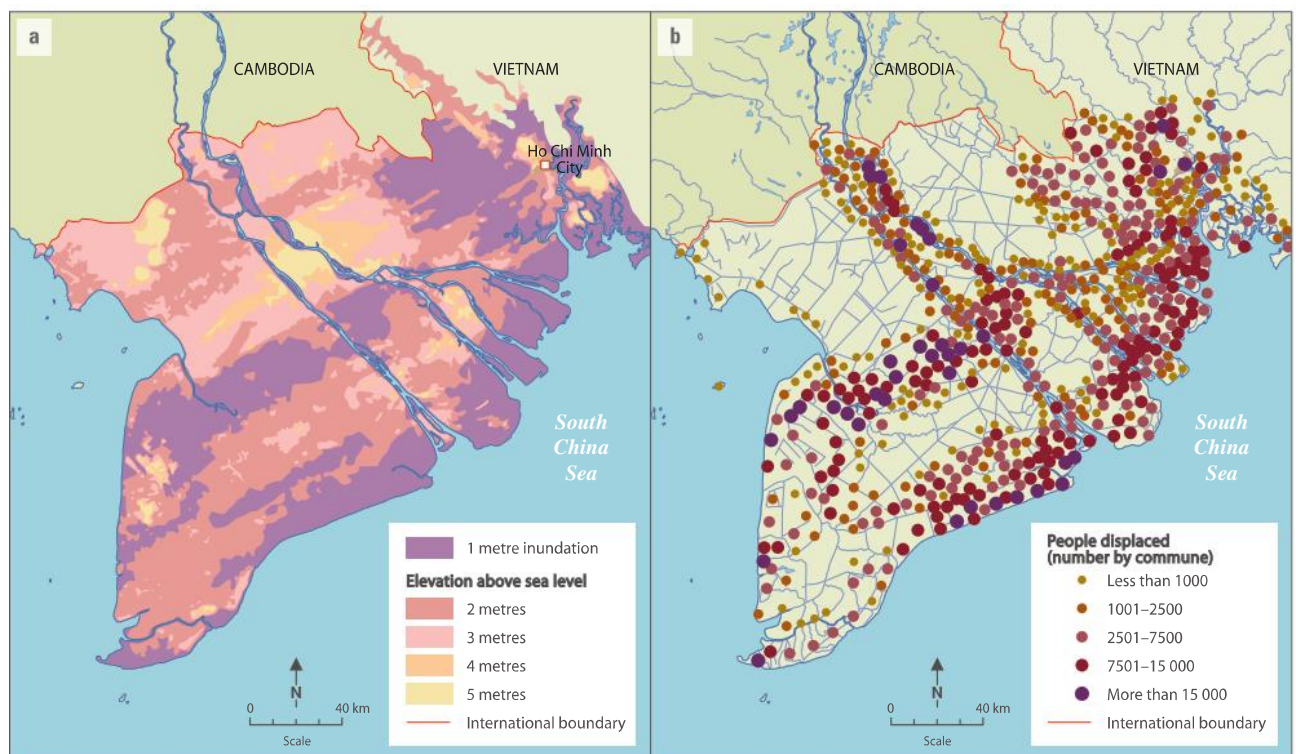 a
CAMBODIA
VIETNAM
Ho Chi Minh
City
South
China
Sea
1 metre inundation
Elevation above sea level
2 metres
3 metres
4 metres
5 metres
International boundary
N
0 40 km
Scale
b
CAMBODIA
VIETNAM
South
China
Sea
People displaced
(number by commune)
Less than 1000
1001–2500
2501–7500
7501–15 000
More than 15 000
International boundary
N
0 40 km
Scale